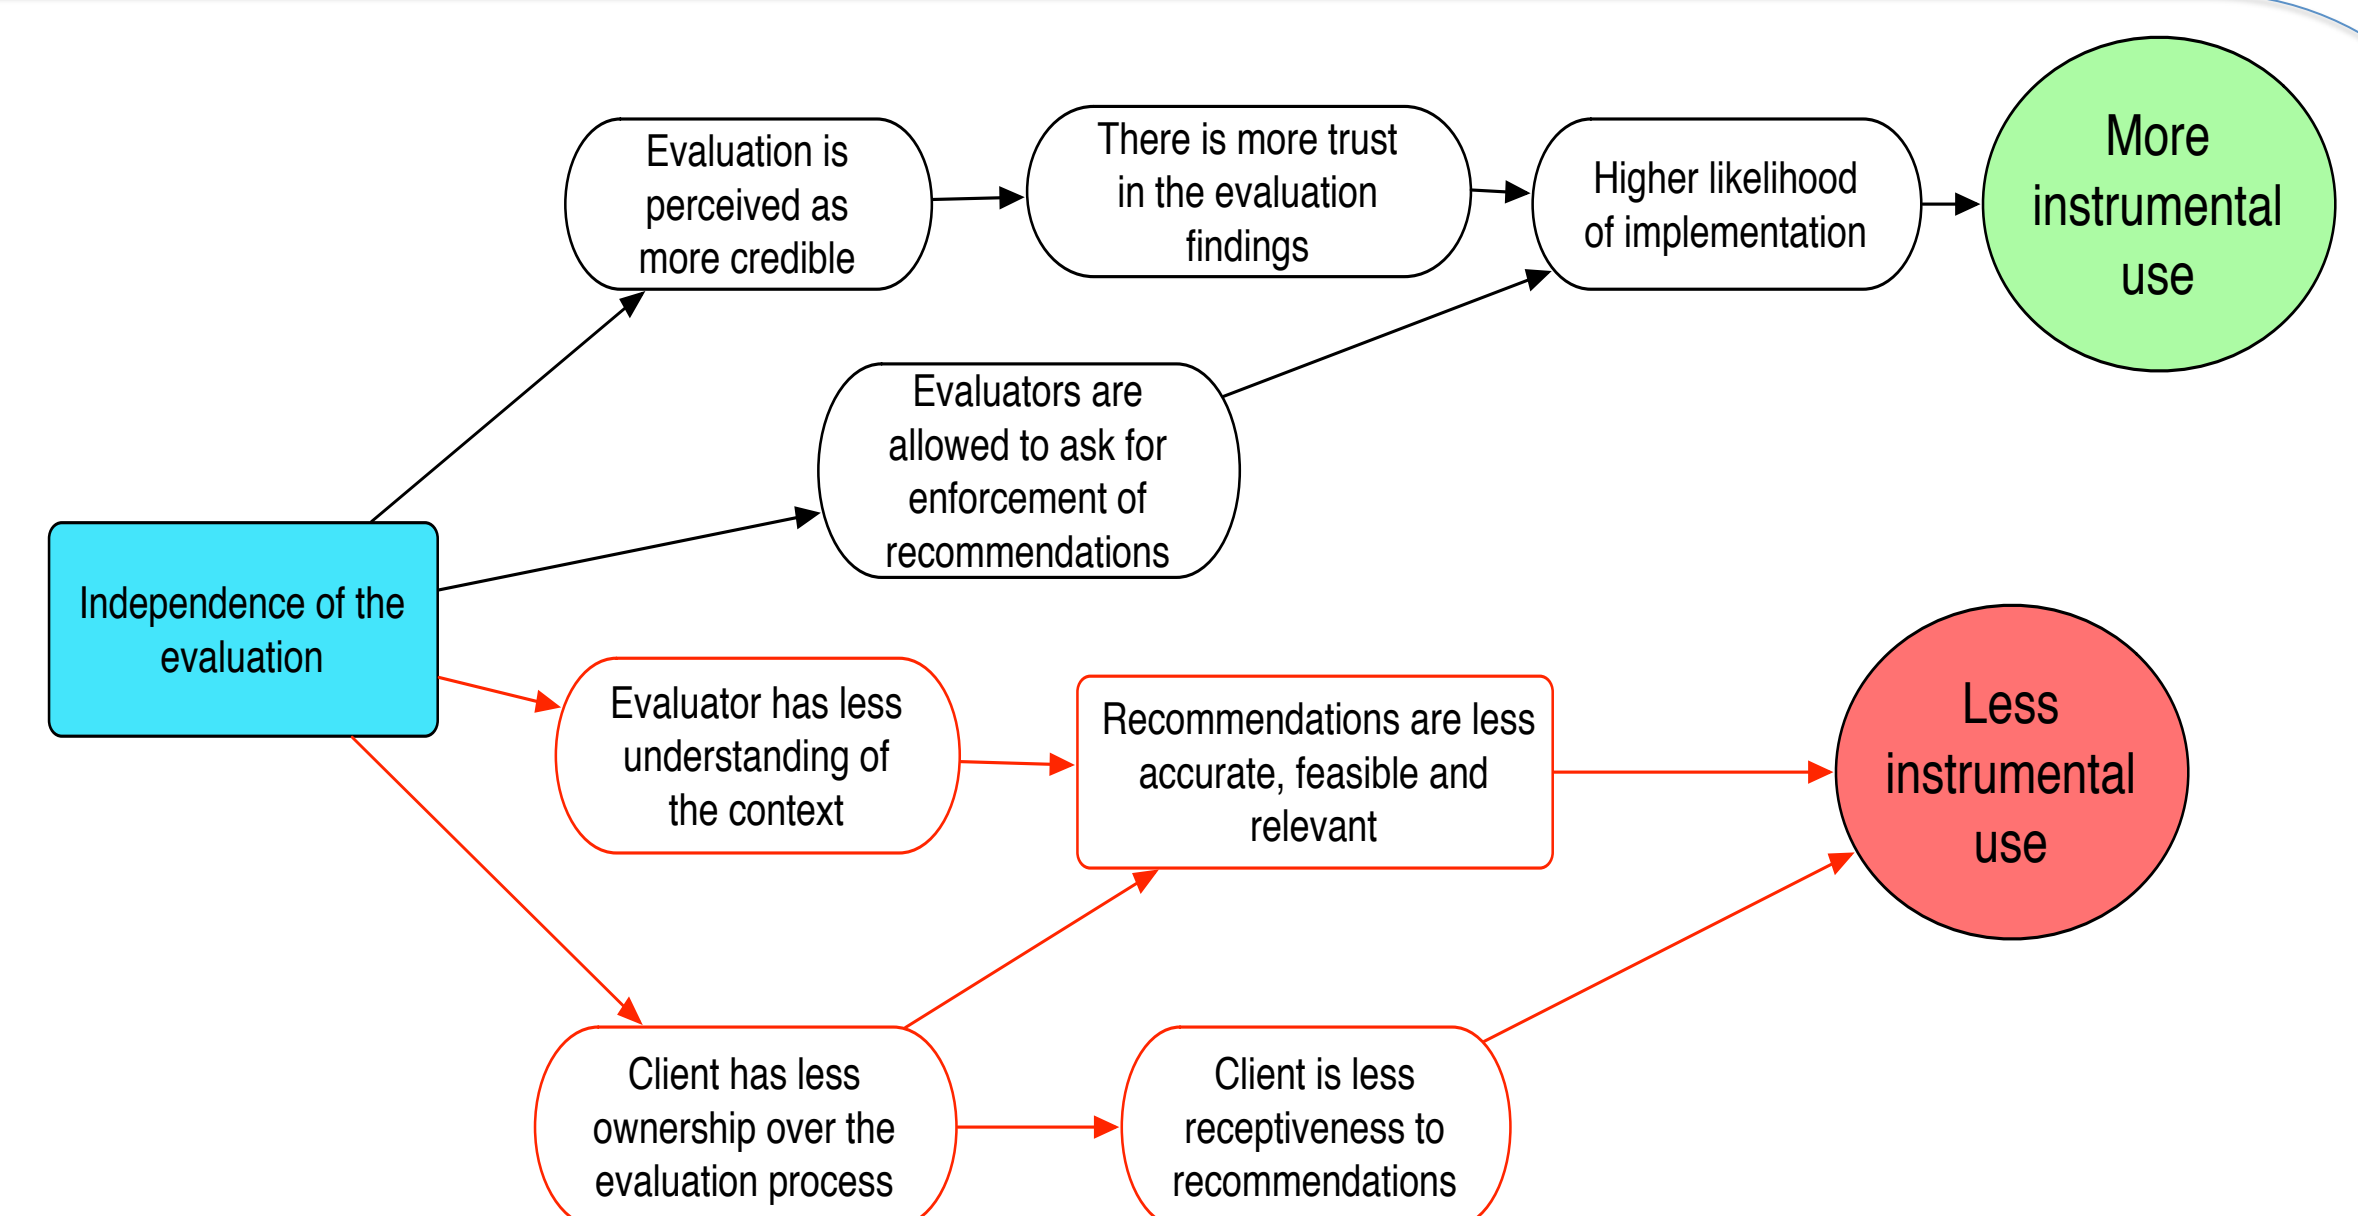 Evaluation is
perceived as
more credible
There is more trust
in the evaluation
findings
Higher likelihood
of implementation
More
instrumental
use
Evaluators are
allowed to ask for
enforcement of
recommendations
Independence of the
evaluation
Evaluator has less
understanding of
the context
Recommendations are less
accurate, feasible and
relevant
Less
instrumental
use
Client has less
ownership over the
evaluation process
Client is less
receptiveness to
recommendations